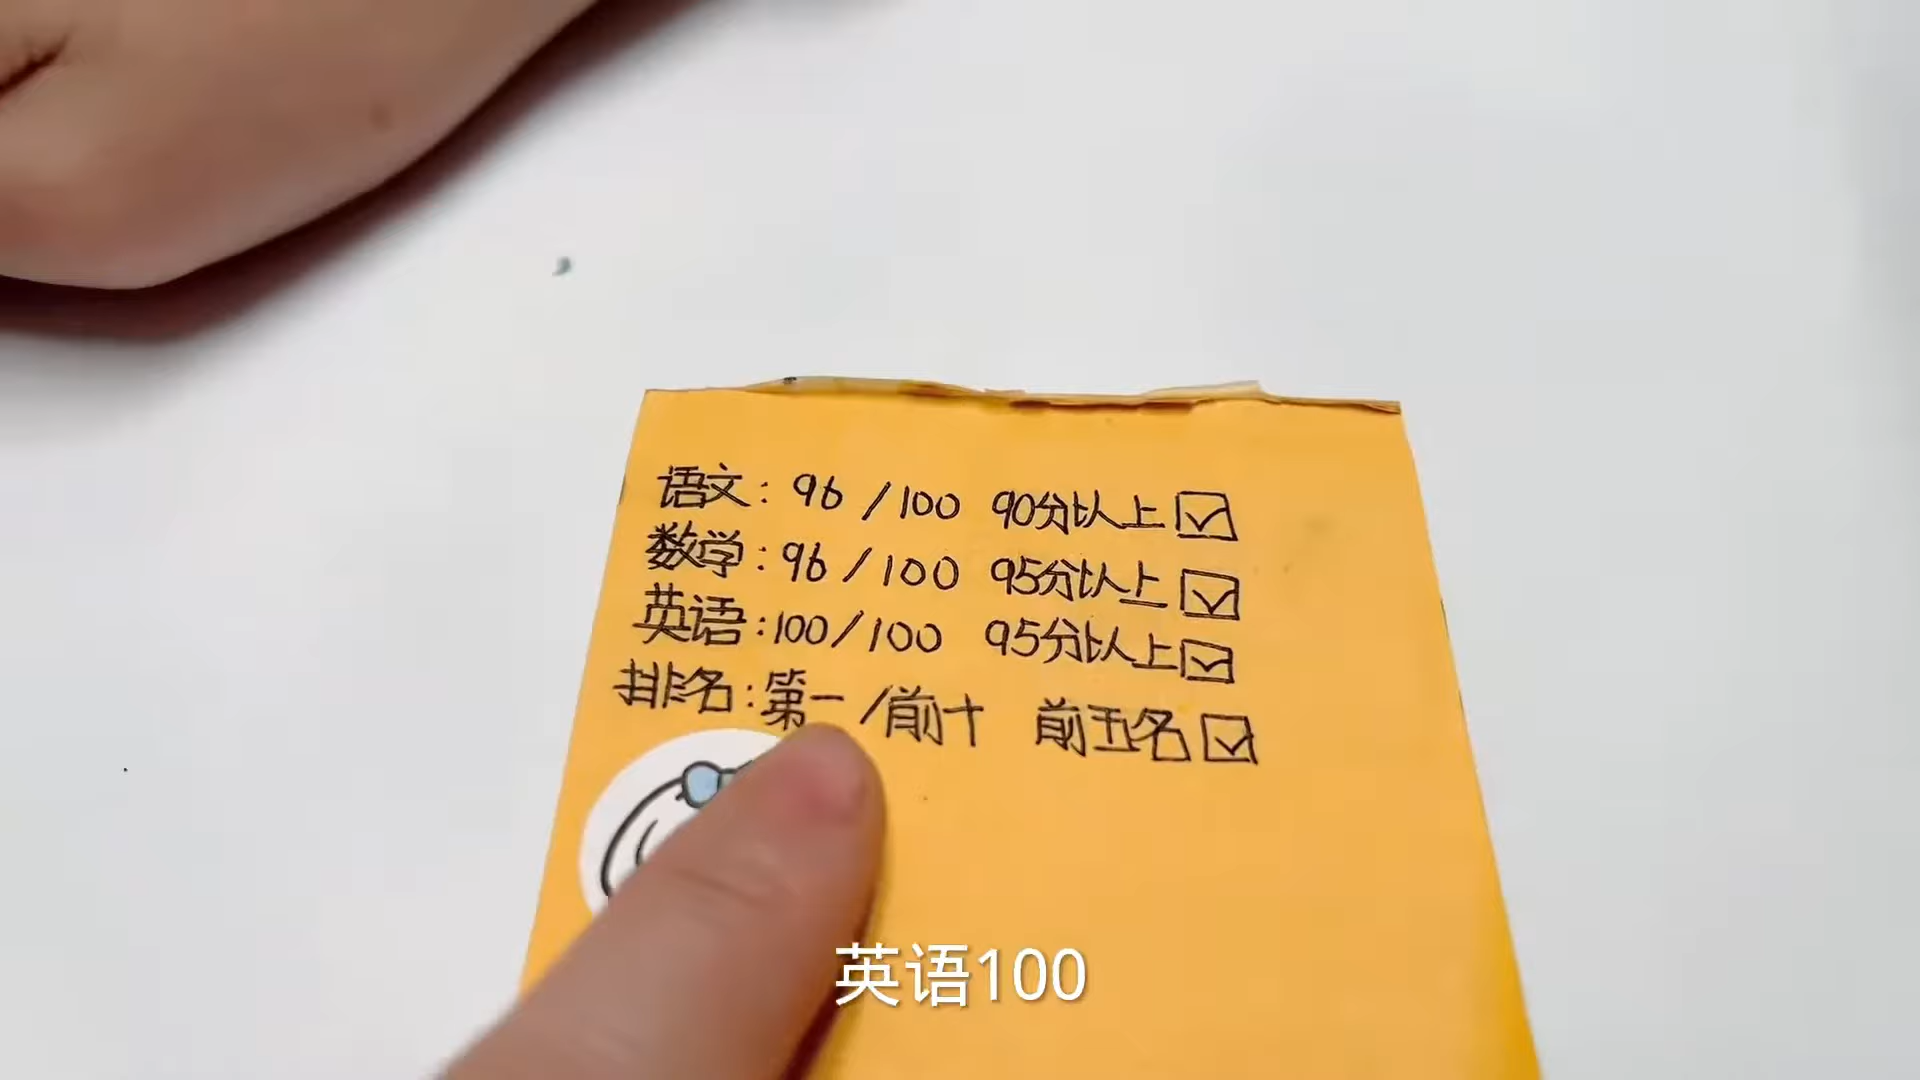 语文：96/100 90分以上☑
数学：96/100 95分以上☑
英语：100/100 95分以上☑
排名：第一/前十 前五名☑
英语100